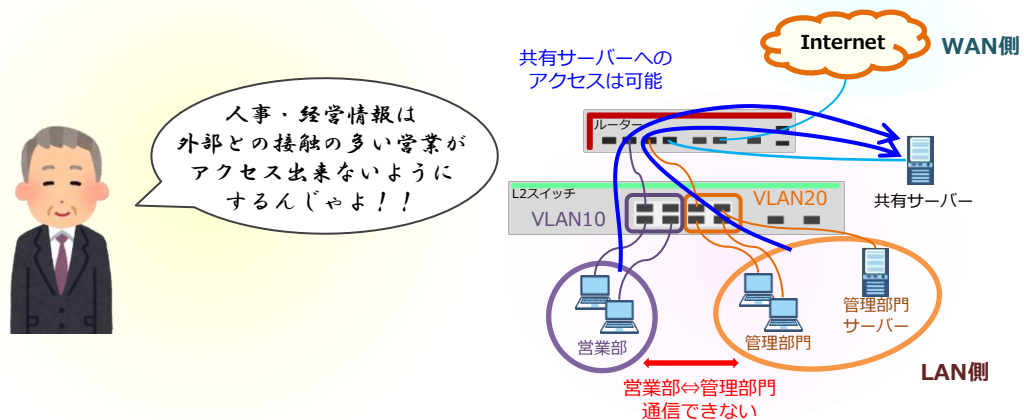 人事・経営情報は
外部との接触の多い営業が
アクセス出来ないように
するんじゃよ！！
Internet
WAN側
共有サーバーへの
アクセスは可能
ルーター
共有サーバー
L2スイッチ
VLAN10
VLAN20
営業部
管理部門
管理部門
サーバー
LAN側
営業部⇔管理部門
通信できない